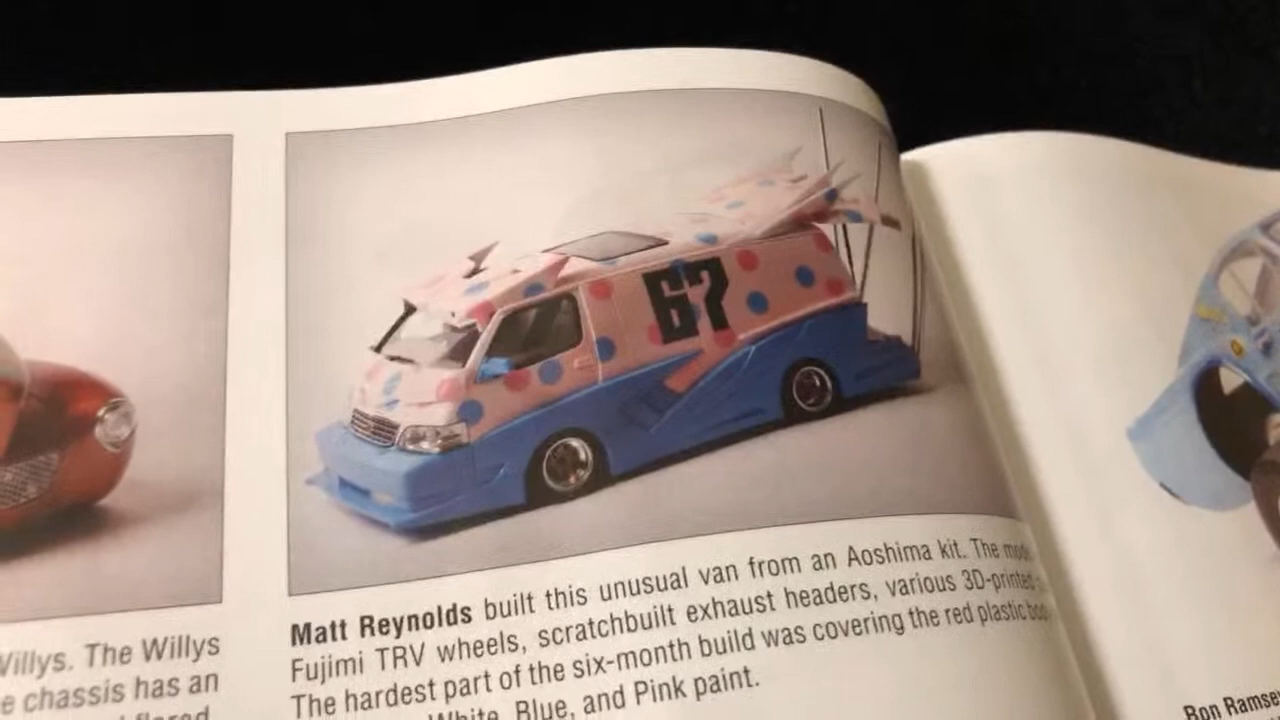 67
Matt Reynolds built this unusual van from an Aoshima kit. The
Fujimi TRV wheels, scratchbuilt exhaust headers, various 3D-printed
The hardest part of the six-month build was covering the red plastic
White, Blue, and Pink paint.
Willys. The Willys
chassis has an
flared
Ron Ramsey